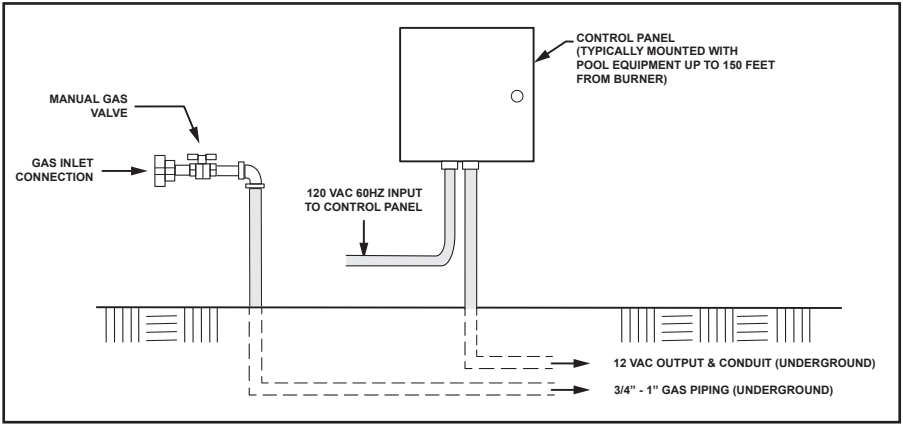 CONTROL PANEL
(TYPICALLY MOUNTED WITH
POOL EQUIPMENT UP TO 150 FEET
FROM BURNER)
MANUAL GAS
VALVE
GAS INLET
CONNECTION
120 VAC 60HZ INPUT
TO CONTROL PANEL
12 VAC OUTPUT & CONDUIT (UNDERGROUND)
3/4” - 1” GAS PIPING (UNDERGROUND)